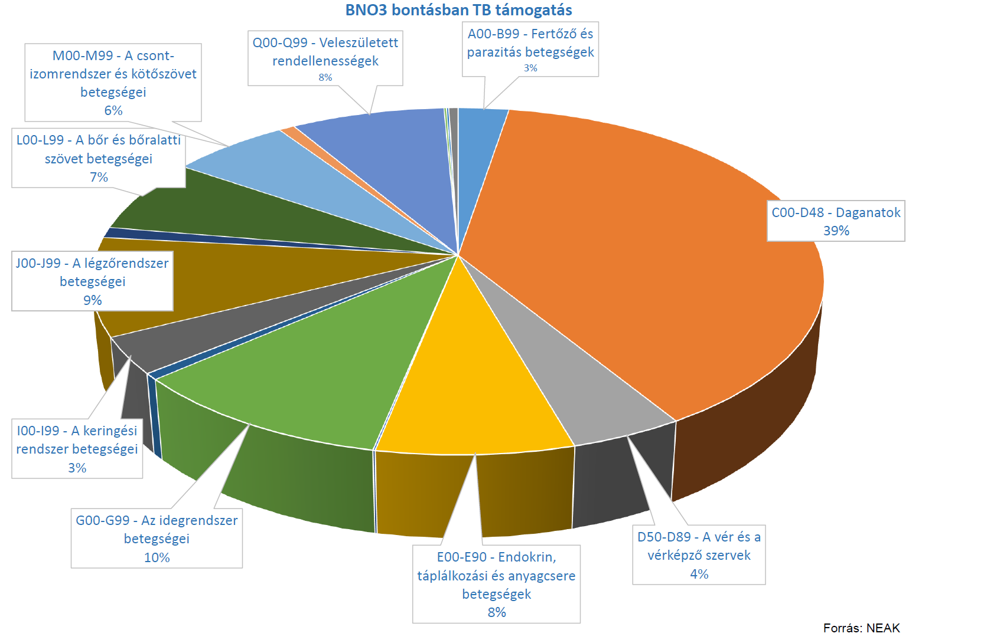 BNO3 bontásban TB támogatás
A00-B99 - Fertőző és
parazitás betegségek
3%
C00-D48 - Daganatok
39%
D50-D89 - A vér és a
vérképző szervek
4%
E00-E90 - Endokrin,
táplálkozási és anyagcsere
betegségek
8%
G00-G99 - Az idegrendszer
betegségei
10%
I00-I99 - A keringési
rendszer betegségei
3%
J00-J99 - A légzőrendszer
betegségei
9%
L00-L99 - A bőr és bőralatti
szövet betegségei
7%
M00-M99 - A csont-
izomrendszer és kötőszövet
betegségei
6%
Q00-Q99 - Veleszületett
rendellenességek
8%
Forrás: NEAK